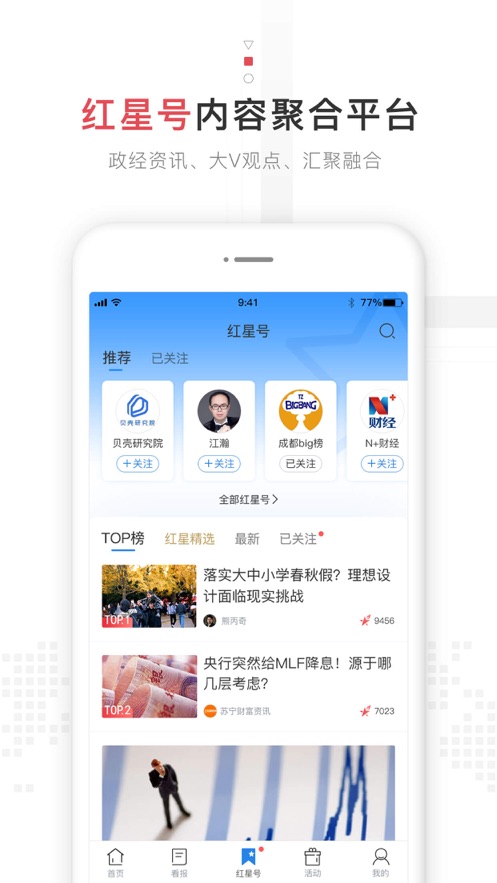 红星号内容聚合平台
政经资讯、大V观点、汇聚融合
9:41
77%
红星号
推荐 已关注
贝壳研究院
BIGBANG
N+
财经
贝壳研究院 江瀚 成都big榜 N+财经
+关注 +关注 已关注 +关注
全部红星号>
TOP榜 红星精选 最新 已关注
落实大中小学春秋假？理想设
计面临现实挑战
TOP.1
熊丙奇 9456
央行突然给MLF降息！源于哪
几层考虑？
TOP.2
苏宁财富资讯 7023
首页 看报 红星号 活动 我的